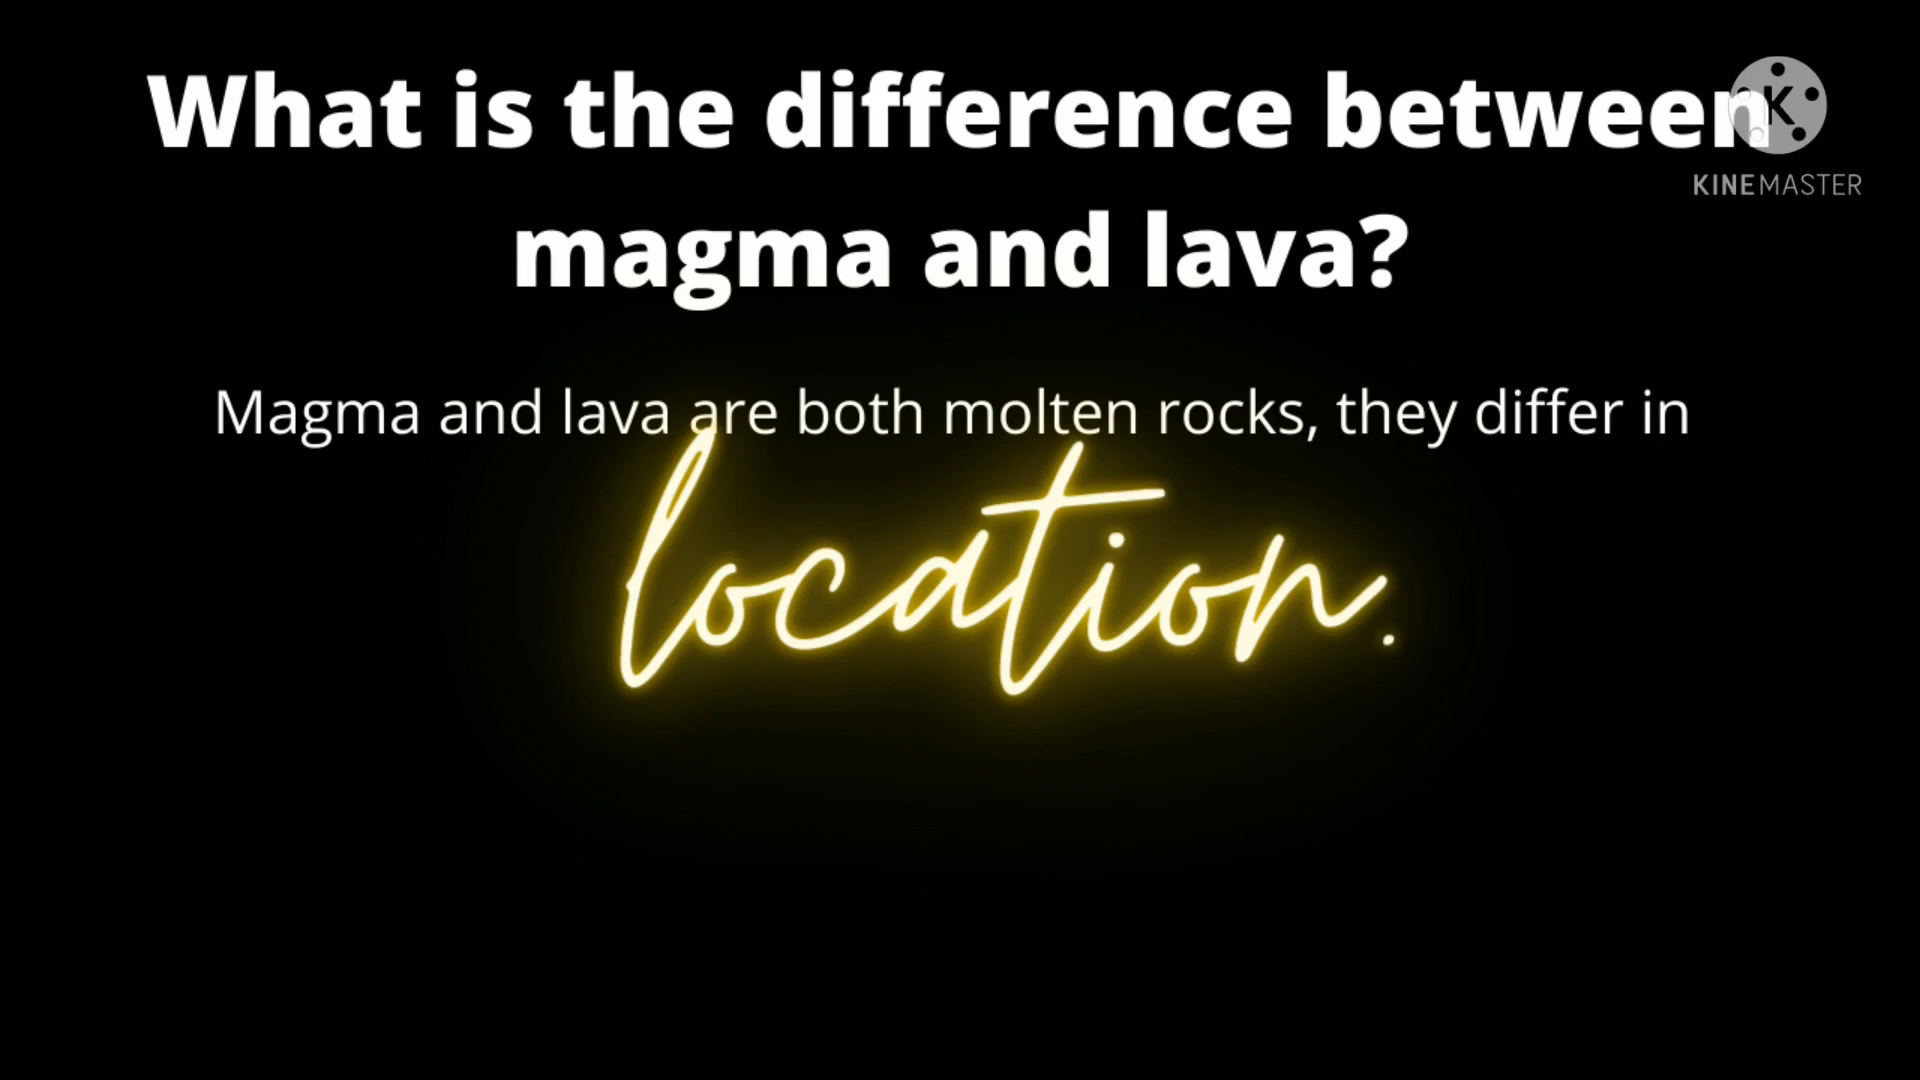 What is the difference between
KINEMASTER
magma and lava?
Magma and lava are both molten rocks, they differ in
location.